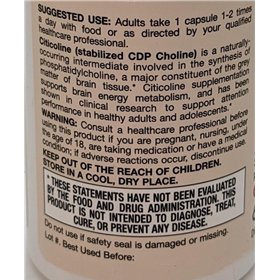 SUGGESTED USE: Adults take 1 capsule 1-2 times
a day with food or as directed by your qualified
healthcare professional.
Citicoline (stabilized CDP Choline) is a naturally-
occurring intermediate involved in the synthesis of
phosphatidylcholine, a major constituent of the grey
matter of brain tissue.* Citicoline supplementation
supports brain energy metabolism, and has been
shown in clinical research to support attention
performance in healthy adults and adolescents.*
WARNING: Consult a healthcare professional before
using this product if you are pregnant, nursing, under
the age of 18, are taking medication or have a medical
condition; if adverse reactions occur, discontinue use.
KEEP OUT OF THE REACH OF CHILDREN.
STORE IN A COOL, DRY PLACE.
* THESE STATEMENTS HAVE NOT BEEN EVALUATED
BY THE FOOD AND DRUG ADMINISTRATION. THIS
PRODUCT IS NOT INTENDED TO DIAGNOSE, TREAT,
CURE, OR PREVENT ANY DISEASE.
Do not use if safety seal is damaged or missing.
Lot #. Best Used Before: